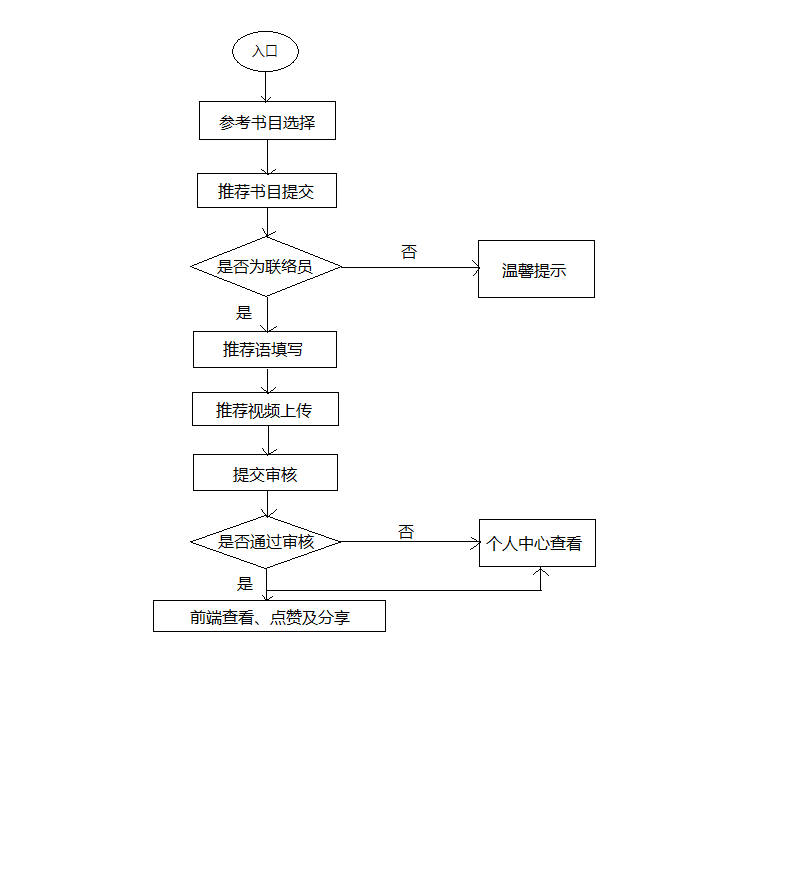 入口
参考书目选择
推荐书目提交
是否为联络员
否
温馨提示
是
推荐语填写
推荐视频上传
提交审核
是否通过审核
否
个人中心查看
是
前端查看、点赞及分享